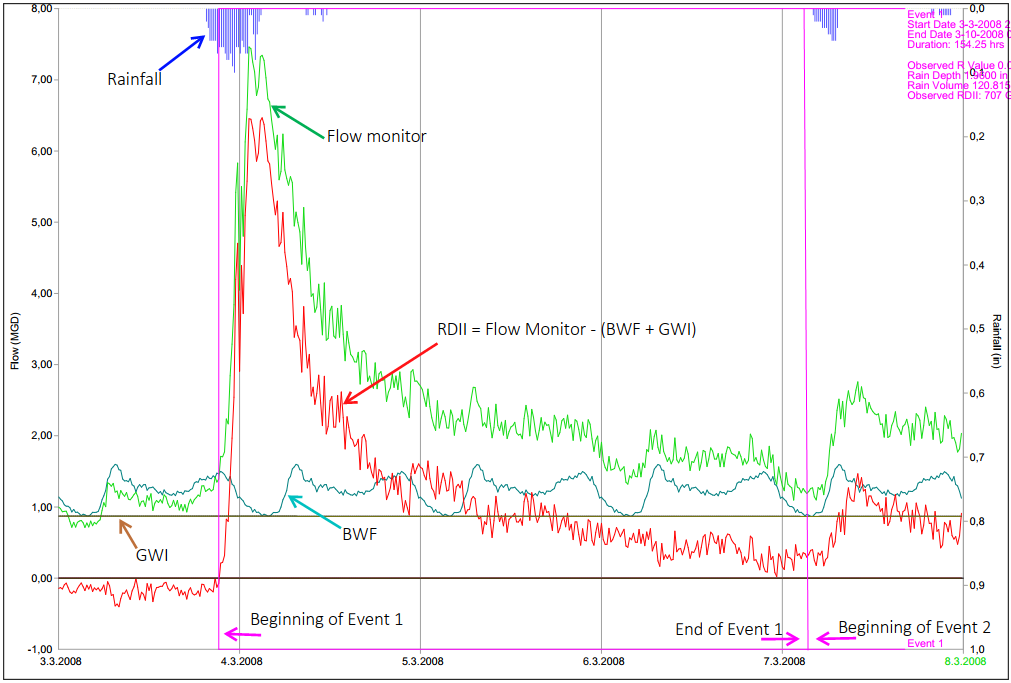 8,00
7,00
6,00
5,00
4,00
3,00
2,00
1,00
0,00
-1,00
Flow (MGD)
Rainfall
Flow monitor
RDII = Flow Monitor - (BWF + GWI)
GWI
BWF
Beginning of Event 1
End of Event 1
Beginning of Event 2
Event 1
Event
Start Date 3-3-2008 2
End Date 3-10-2008 0
Duration: 154.25 hrs
Observed R Value 0.0
Rain Depth 1.9600 in
Rain Volume 120.815
Observed RDII: 707 G
0,0
0,1
0,2
0,3
0,4
0,5
0,6
0,7
0,8
0,9
1,0
Rainfall (in)
3.3.2008
4.3.2008
5.3.2008
6.3.2008
7.3.2008
8.3.2008